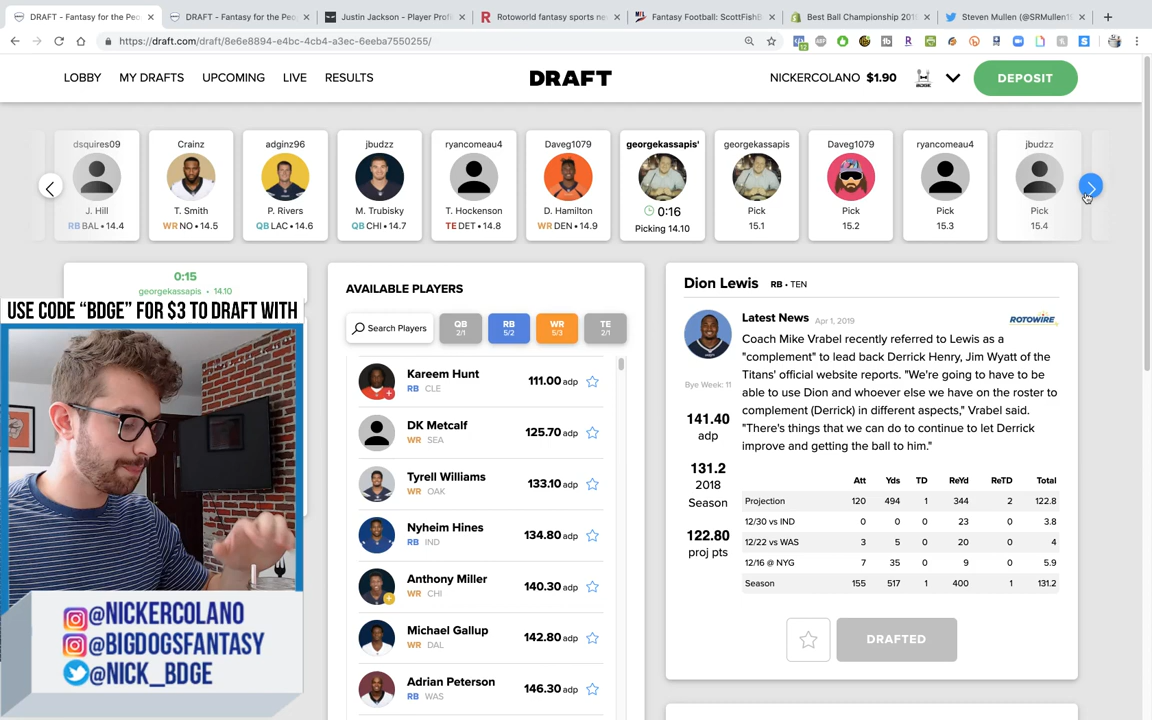 DRAFT - Fantasy for the Peo
DRAFT - Fantasy for the Peo
Justin Jackson - Player Profi
Rotoworld fantasy sports ne
Fantasy Football: ScottFishB
Best Ball Championship 201
Steven Mullen (@SRMullen1
https://draft.com/draft/8e6e8894-e4bc-4cb4-a3ec-6eeba7550255/
LOBBY MY DRAFTS UPCOMING LIVE RESULTS
DRAFT
NICKERCOLANO $1.90
DEPOSIT
dsquires09 Crainz adginz96 jbudzz ryancomeau4 Daveg1079 georgekassapis' georgekassapis Daveg1079 ryancomeau4 jbudzz
J. Hill T. Smith P. Rivers M. Trubisky T. Hockenson D. Hamilton 0:16 Pick Pick Pick Pick
RB BAL • 14.4 WR NO • 14.5 QB LAC • 14.6 QB CHI • 14.7 TE DET • 14.8 WR DEN • 14.9 Picking 14.10 15.1 15.2 15.3 15.4
0:15
georgekassapis • 14.10
USE CODE "BDGE" FOR $3 TO DRAFT WITH
@NICKERCOLANO
@BIGDOGSFANTASY
@NICK_BDGE
AVAILABLE PLAYERS
Search Players
QB
2/1
RB
5/2
WR
5/3
TE
2/1
Kareem Hunt
RB CLE
111.00 adp
DK Metcalf
WR SEA
125.70 adp
Tyrell Williams
WR OAK
133.10 adp
Nyheim Hines
RB IND
134.80 adp
Anthony Miller
WR CHI
140.30 adp
Michael Gallup
WR DAL
142.80 adp
Adrian Peterson
RB WAS
146.30 adp
Dion Lewis RB • TEN
Latest News Apr 1, 2019
ROTOWIRE
Coach Mike Vrabel recently referred to Lewis as a
"complement" to lead back Derrick Henry, Jim Wyatt of the
Titans' official website reports. "We're going to have to be
able to use Dion and whoever else we have on the roster to
complement (Derrick) in different aspects," Vrabel said.
"There's things that we can do to continue to let Derrick
improve and getting the ball to him."
Bye Week: 11
141.40
adp
131.2
2018
Season
122.80
proj pts
Att Yds TD ReYd ReTD Total
Projection 120 494 1 344 2 122.8
12/30 vs IND 0 0 0 23 0 3.8
12/22 vs WAS 3 5 0 20 0 4
12/16 @ NYG 7 35 0 9 0 5.9
Season 155 517 1 400 1 131.2
DRAFTED